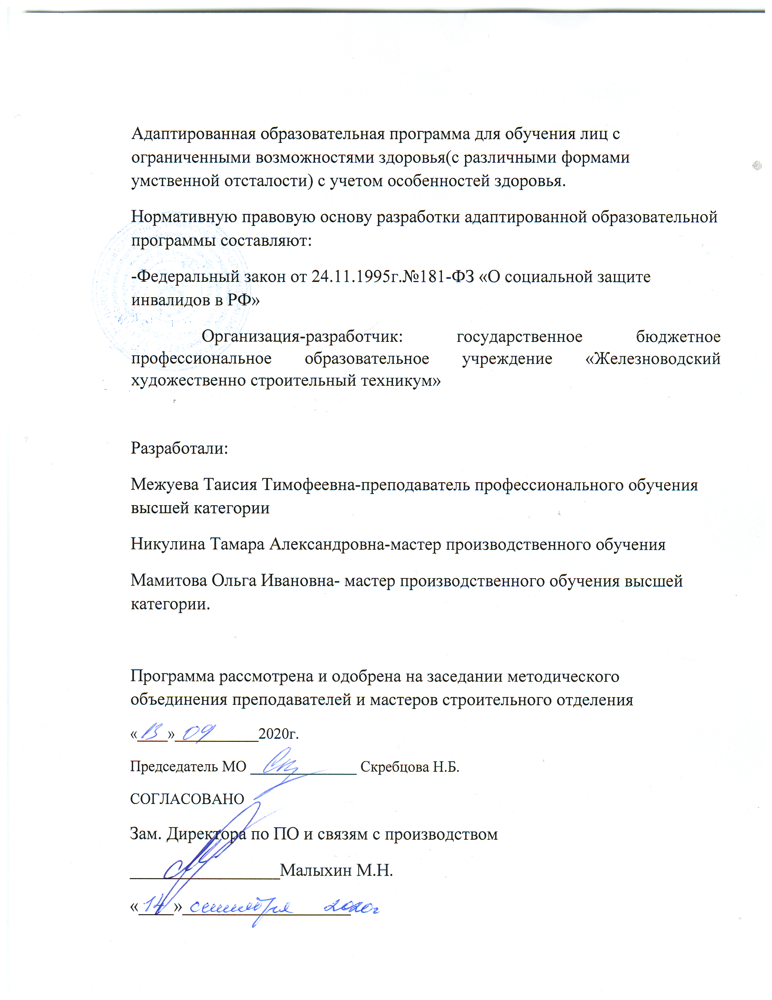 Адаптированная образовательная программа для обучения лиц с
ограниченными возможностями здоровья(с различными формами
умственной отсталости) с учетом особенностей здоровья.
Нормативную правовую основу разработки адаптированной образовательной
программы составляют:
-Федеральный закон от 24.11.1995г.№181-ФЗ «О социальной защите
инвалидов в РФ»
Организация-разработчик: государственное бюджетное
профессиональное образовательное учреждение «Железноводский
художественно строительный техникум»
Разработали:
Межуева Таисия Тимофеевна-преподаватель профессионального обучения
высшей категории
Никулина Тамара Александровна-мастер производственного обучения
Мамитова Ольга Ивановна- мастер производственного обучения высшей
категории.
Программа рассмотрена и одобрена на заседании методического
объединения преподавателей и мастеров строительного отделения
«13» 09 2020г.
Председатель МО ____________ Скребцова Н.Б.
СОГЛАСОВАНО
Зам. Директора по ПО и связям с производством
________________Малыхин М.Н.
«14» сентября 2020г